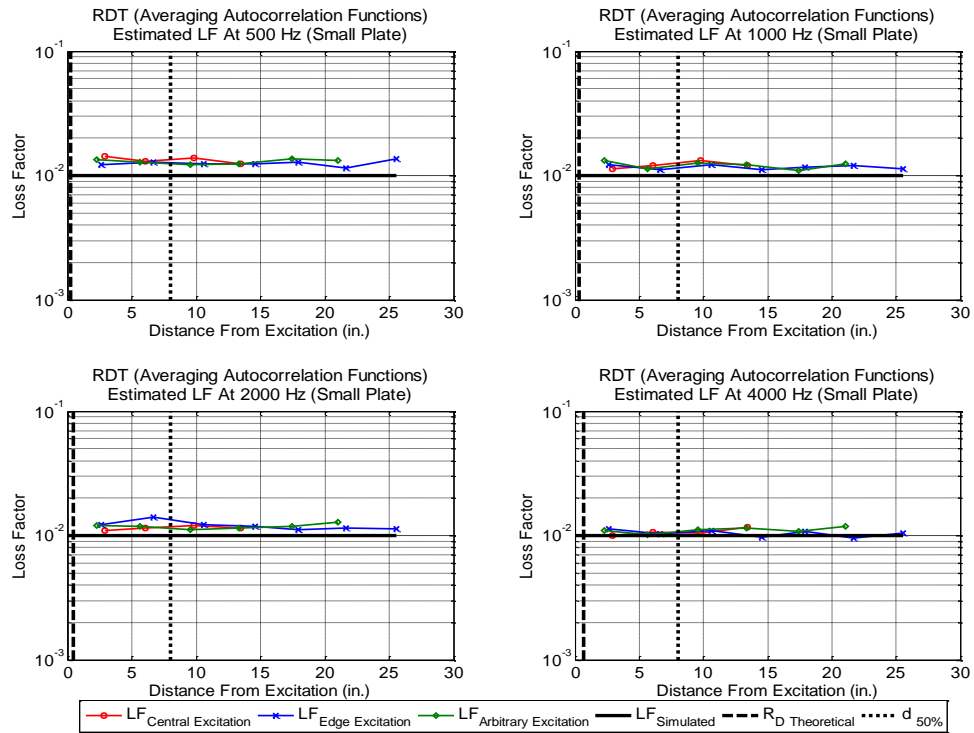 RDT (Averaging Autocorrelation Functions)
Estimated LF At 500 Hz (Small Plate)
10^-1
10^-2
10^-3
Loss Factor
0 5 10 15 20 25 30
Distance From Excitation (in.)
RDT (Averaging Autocorrelation Functions)
Estimated LF At 1000 Hz (Small Plate)
10^-1
10^-2
10^-3
Loss Factor
0 5 10 15 20 25 30
Distance From Excitation (in.)
RDT (Averaging Autocorrelation Functions)
Estimated LF At 2000 Hz (Small Plate)
10^-1
10^-2
10^-3
Loss Factor
0 5 10 15 20 25 30
Distance From Excitation (in.)
RDT (Averaging Autocorrelation Functions)
Estimated LF At 4000 Hz (Small Plate)
10^-1
10^-2
10^-3
Loss Factor
0 5 10 15 20 25 30
Distance From Excitation (in.)
LF Central Excitation LF Edge Excitation LF Arbitrary Excitation LF Simulated R D Theoretical d 50%